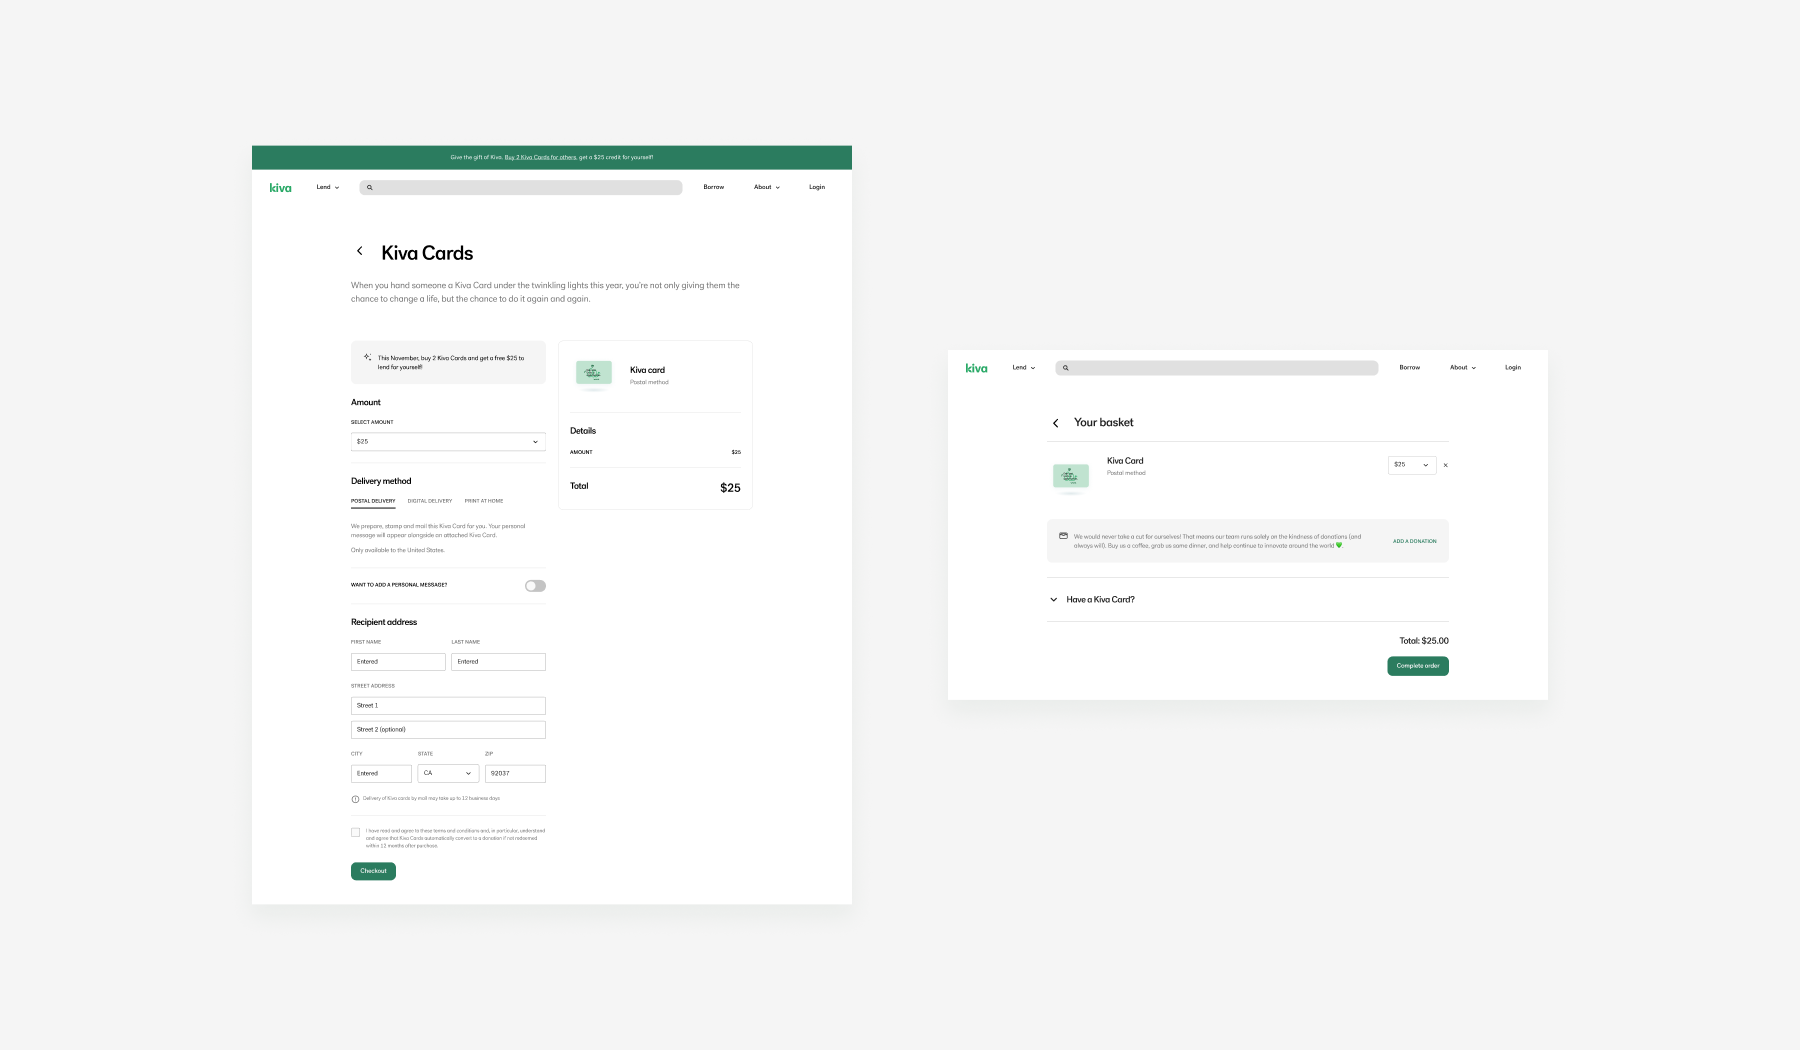 Give the gift of Kiva. Buy 2 Kiva Cards for others, get a $25 credit for yourself!
kiva
Lend
Borrow
About
Login
Kiva Cards
When you hand someone a Kiva Card under the twinkling lights this year, you're not only giving them the
chance to change a life, but the chance to do it again and again.
This November, buy 2 Kiva Cards and get a free $25 to
lend for yourself!
Amount
SELECT AMOUNT
$25
Delivery method
POSTAL DELIVERY
DIGITAL DELIVERY
PRINT AT HOME
We prepare, stamp and mail this Kiva Card for you. Your personal
message will appear alongside an attached Kiva Card.
Only available to the United States.
WANT TO ADD A PERSONAL MESSAGE?
Recipient address
FIRST NAME
LAST NAME
Entered
Entered
STREET ADDRESS
Street 1
Street 2 (optional)
CITY
STATE
ZIP
Entered
CA
92037
Delivery of Kiva cards by mail may take up to 12 business days
I have read and agree to these terms and conditions and, in particular, understand
and agree that Kiva Cards automatically convert to a donation if not redeemed
within 12 months after purchase.
Checkout
Kiva card
Postal method
Details
AMOUNT
$25
Total
$25
kiva
Lend
Borrow
About
Login
Your basket
Kiva Card
Postal method
$25
We would never take a cut for ourselves! That means our team runs solely on the kindness of donations (and
always will). Buy us a coffee, grab us some dinner, and help continue to innovate around the world 💚.
ADD A DONATION
Have a Kiva Card?
Total: $25.00
Complete order